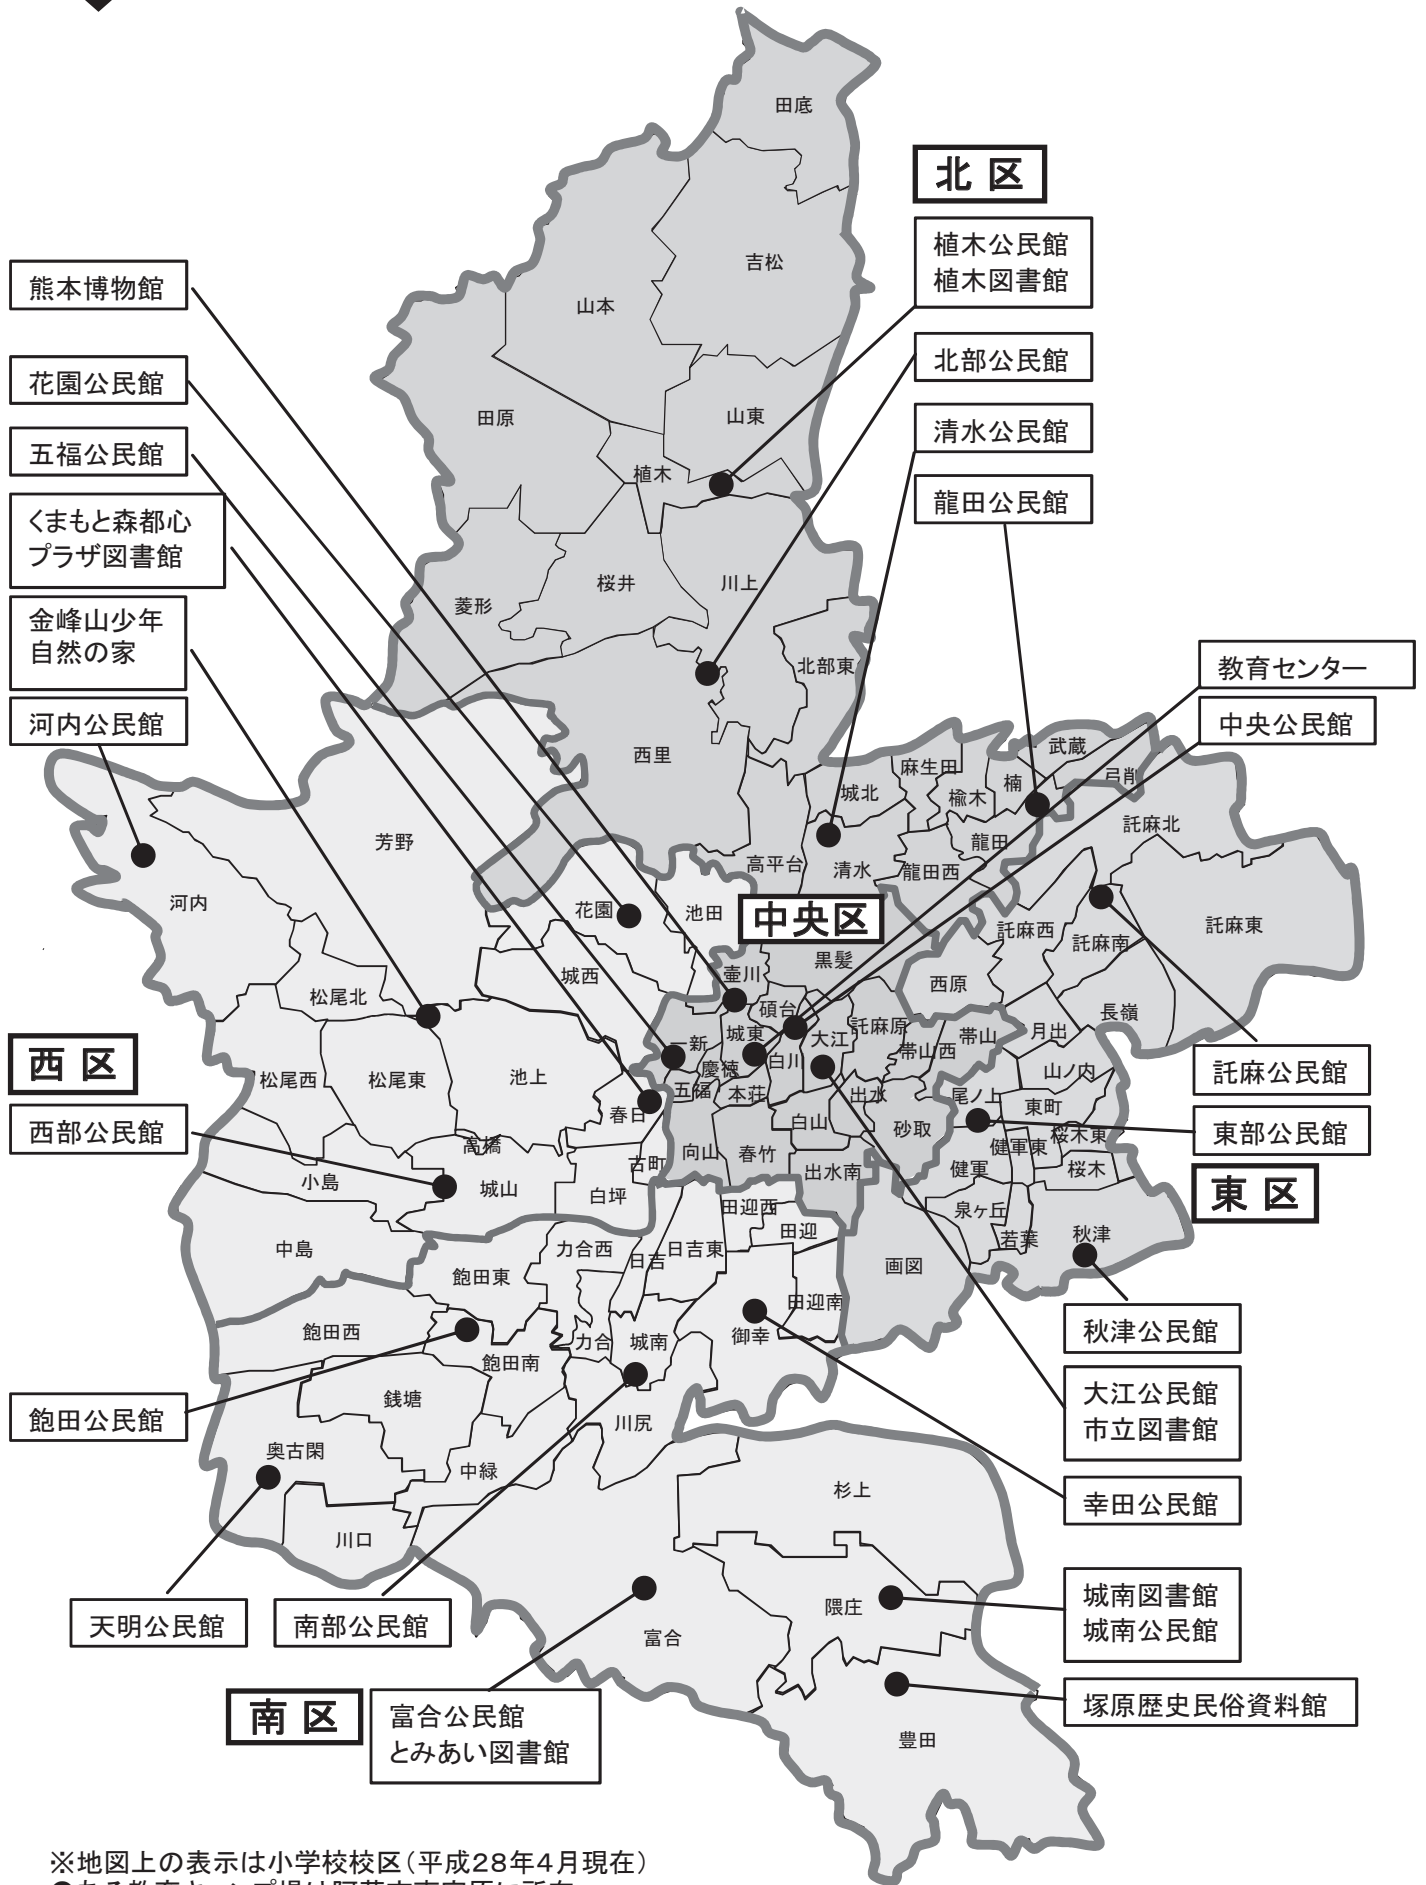 田底
北区
植木公民館
植木図書館
吉松
熊本博物館
山本
北部公民館
花園公民館
田原
山東
清水公民館
五福公民館
植木
龍田公民館
くまもと森都心
プラザ図書館
桜井
川上
菱形
金峰山少年
自然の家
北部東
教育センター
河内公民館
中央公民館
西里
武蔵
麻生田
弓削
楠
城北
楡木
託麻北
芳野
龍田
高平台
清水
龍田西
河内
花園
池田
中央区
託麻西
託麻南
託麻東
黒髪
城西
壷川
西原
松尾北
碩台
長嶺
託麻原
月出
城東
大江
帯山
一新
帯山西
西区
慶徳
白川
山ノ内
託麻公民館
松尾西
松尾東
池上
五福
本荘
出水
尾ノ上
東町
春日
白山
砂取
桜木東
東部公民館
西部公民館
高橋
健軍東
向山
春竹
古町
出水南
健軍
桜木
小島
城山
白坪
東区
田迎西
泉ヶ丘
田迎
若葉
秋津
中島
力合西
日吉
日吉東
画図
飽田東
田迎南
飽田西
力合
城南
御幸
秋津公民館
飽田南
銭塘
大江公民館
市立図書館
飽田公民館
川尻
奥古閑
中緑
杉上
幸田公民館
川口
天明公民館
南部公民館
隈庄
城南図書館
城南公民館
富合
南区
富合公民館
とみあい図書館
塚原歴史民俗資料館
豊田
※地図上の表示は小学校校区（平成28年4月現在）